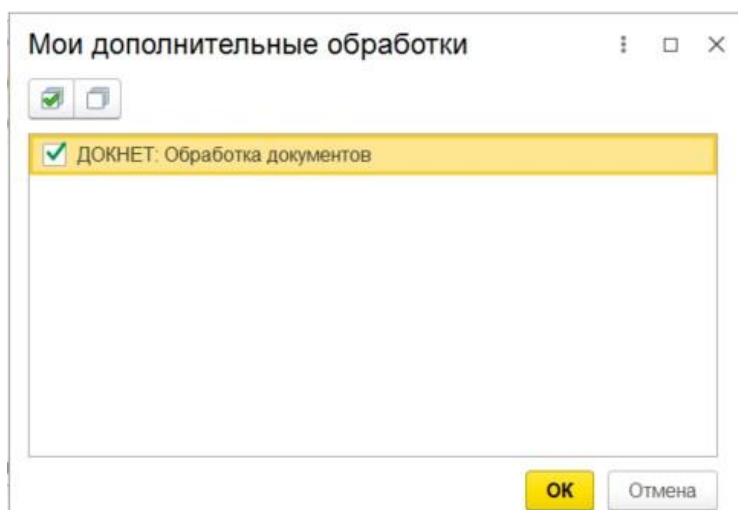 Мои дополнительные обработки
ДОКНЕТ: Обработка документов
ОК
Отмена